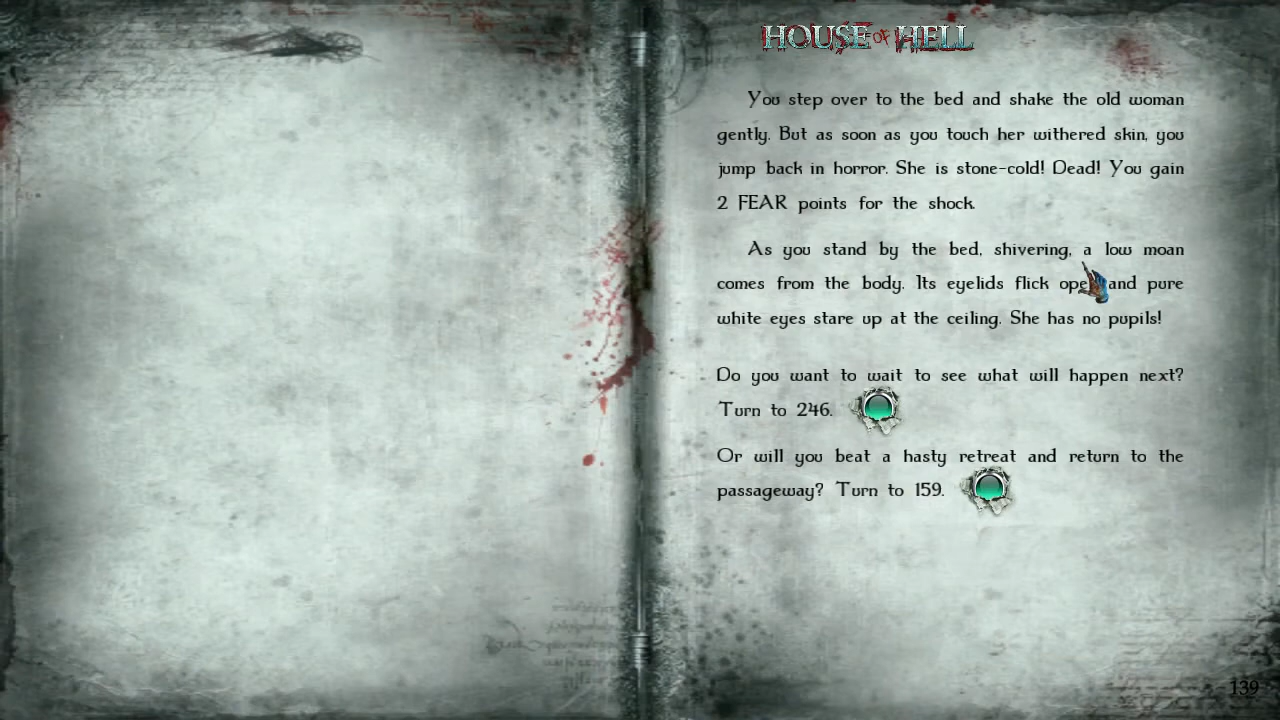 HOUSE OF HELL
You step over to the bed and shake the old woman
gently. But as soon as you touch her withered skin, you
jump back in horror. She is stone-cold! Dead! You gain
2 FEAR points for the shock.
As you stand by the bed, shivering, a low moan
comes from the body. Its eyelids flick open and pure
white eyes stare up at the ceiling. She has no pupils!
Do you want to wait to see what will happen next?
Turn to 246.
Or will you beat a hasty retreat and return to the
passageway? Turn to 159.
139